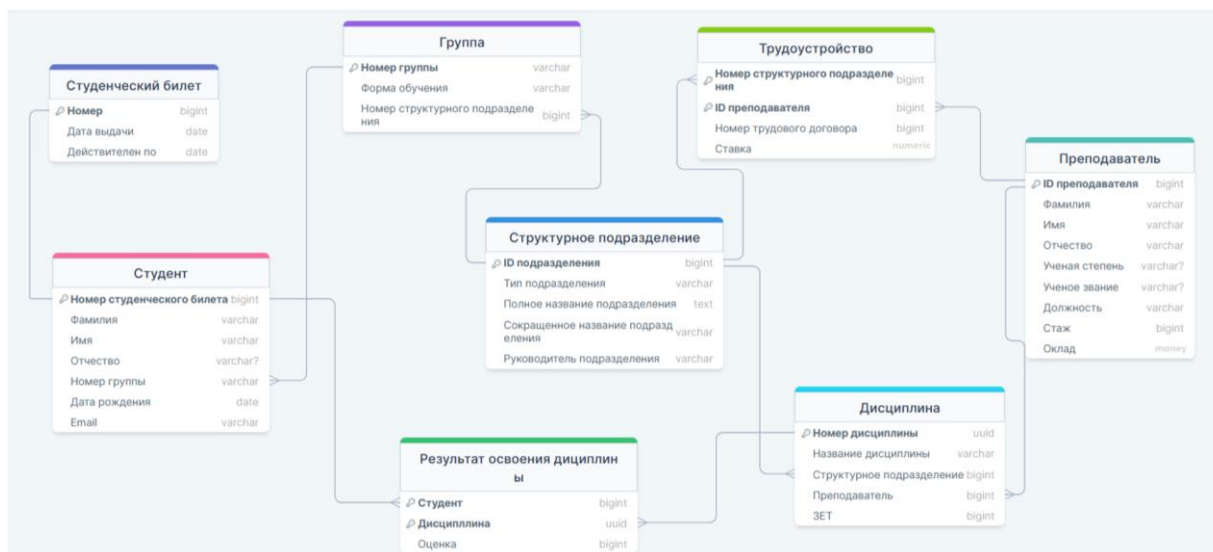 Студенческий билет
Номер bigint
Дата выдачи date
Действителен по date
Группа
Номер группы varchar
Форма обучения varchar
Номер структурного подразделе
ния bigint
Трудоустройство
Номер структурного подразделе
ния bigint
ID преподавателя bigint
Номер трудового договора bigint
Ставка numeric
Преподаватель
ID преподавателя bigint
Фамилия varchar
Имя varchar
Отчество varchar
Ученая степень varchar?
Ученое звание varchar?
Должность varchar
Стаж bigint
Оклад money
Студент
Номер студенческого билета bigint
Фамилия varchar
Имя varchar
Отчество varchar?
Номер группы varchar
Дата рождения date
Email varchar
Структурное подразделение
ID подразделения bigint
Тип подразделения varchar
Полное название подразделения text
Сокращенное название подразд
еления varchar
Руководитель подразделения varchar
Результат освоения дициплин
ы
Студент bigint
Дисципллина uuid
Оценка bigint
Дисциплина
Номер дисциплины uuid
Название дисциплины varchar
Структурное подразделение bigint
Преподаватель bigint
ЗЕТ bigint